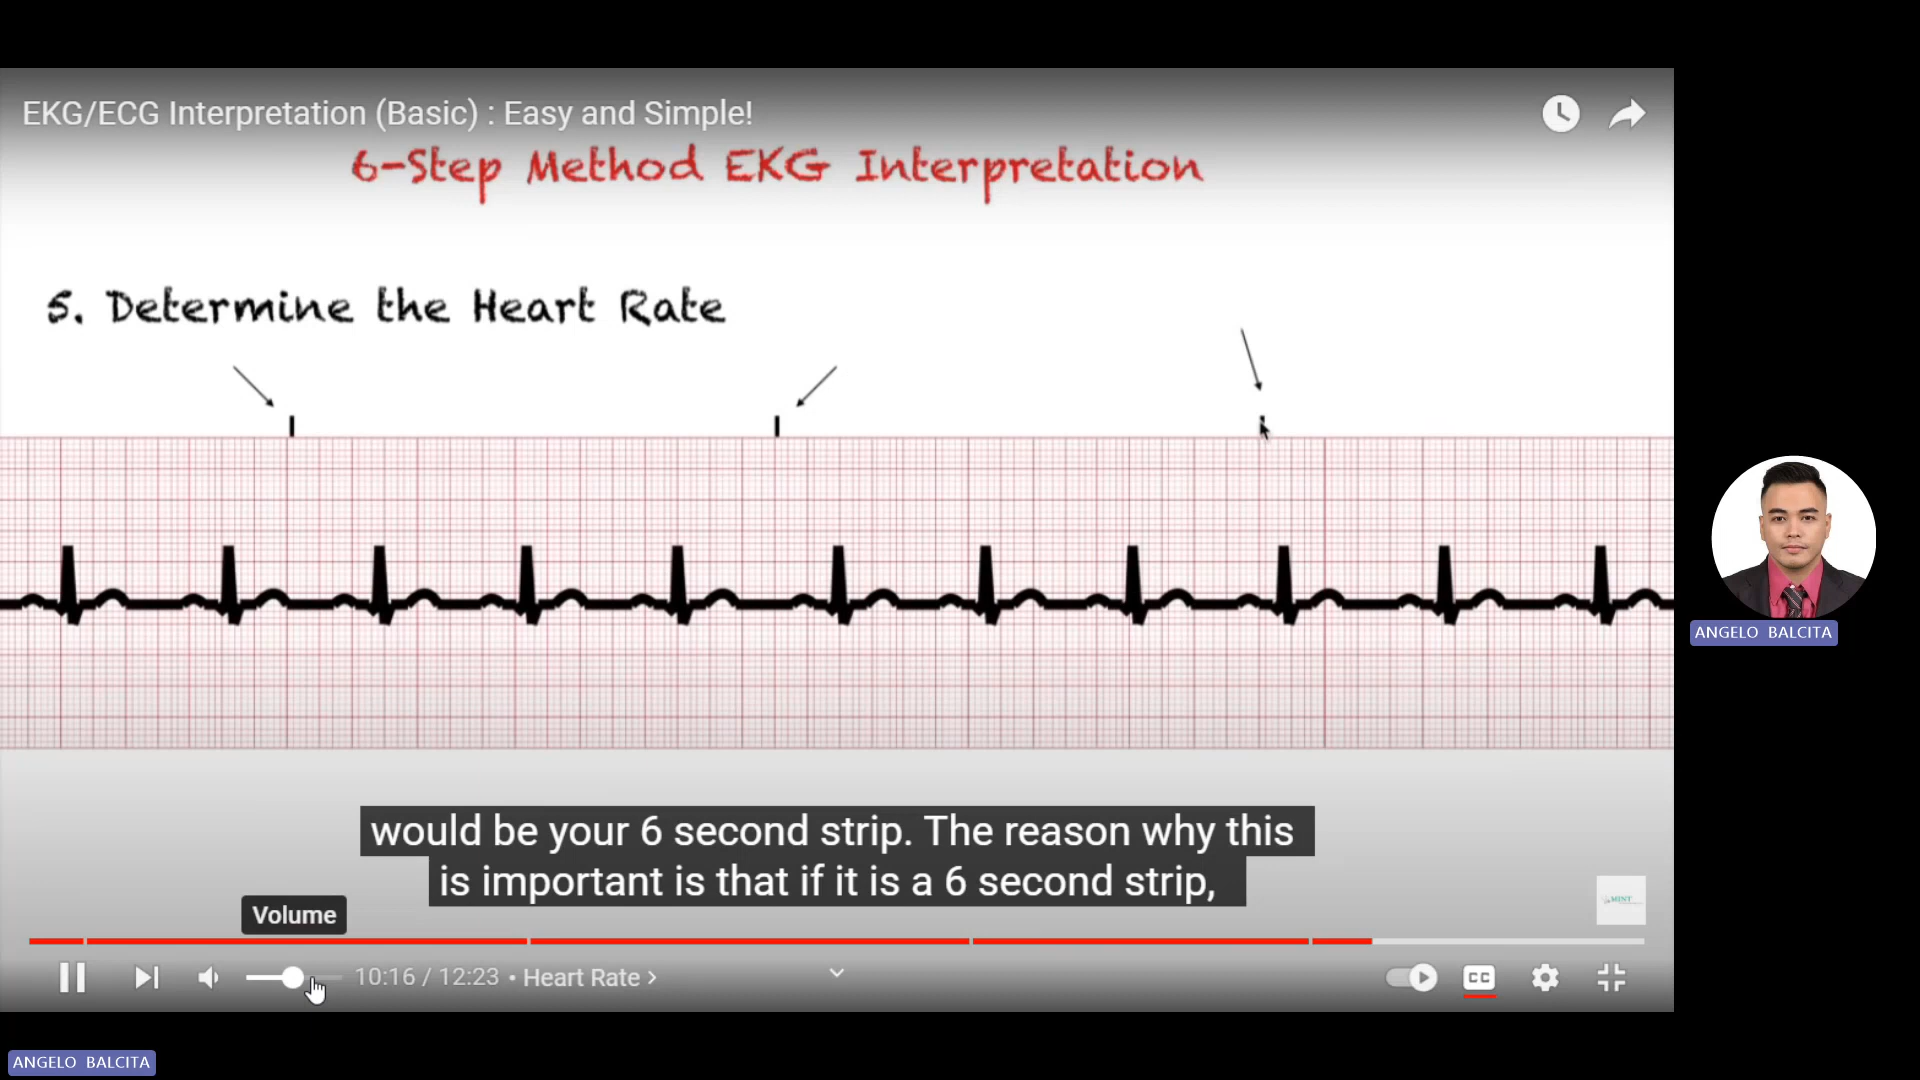 EKG/ECG Interpretation (Basic) : Easy and Simple!
6-Step Method EKG Interpretation
5. Determine the Heart Rate
ANGELO BALCITA
would be your 6 second strip. The reason why this
is important is that if it is a 6 second strip,
MINT
Volume
10:16 / 12:23 • Heart Rate >
CC
ANGELO BALCITA